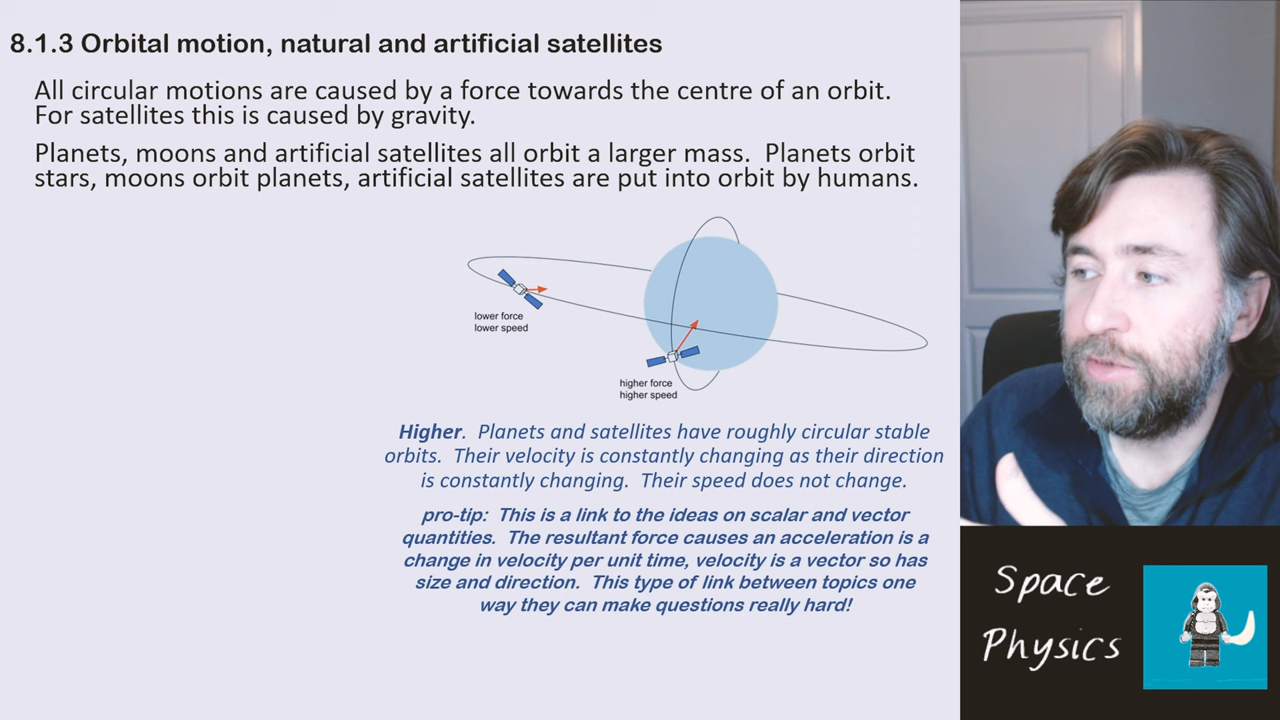 8.1.3 Orbital motion, natural and artificial satellites
All circular motions are caused by a force towards the centre of an orbit.
For satellites this is caused by gravity.
Planets, moons and artificial satellites all orbit a larger mass.  Planets orbit
stars, moons orbit planets, artificial satellites are put into orbit by humans.
lower force
lower speed
higher force
higher speed
Higher.  Planets and satellites have roughly circular stable
orbits.  Their velocity is constantly changing as their direction
is constantly changing.  Their speed does not change.
pro-tip:  This is a link to the ideas on scalar and vector
quantities.  The resultant force causes an acceleration is a
change in velocity per unit time, velocity is a vector so has
size and direction.  This type of link between topics one
way they can make questions really hard!
Space
Physics